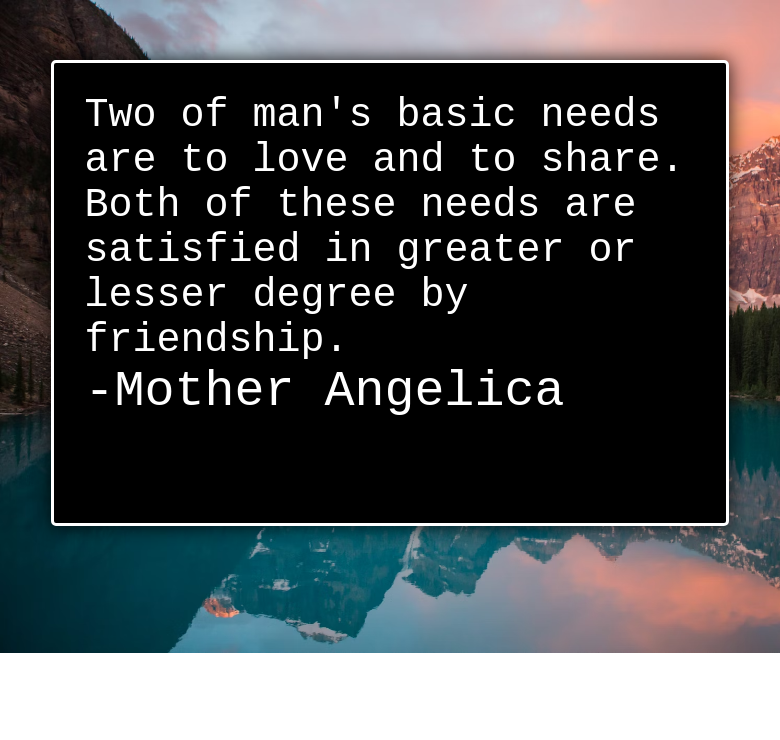 Two of man's basic needs
are to love and to share.
Both of these needs are
satisfied in greater or
lesser degree by
friendship.
-Mother Angelica